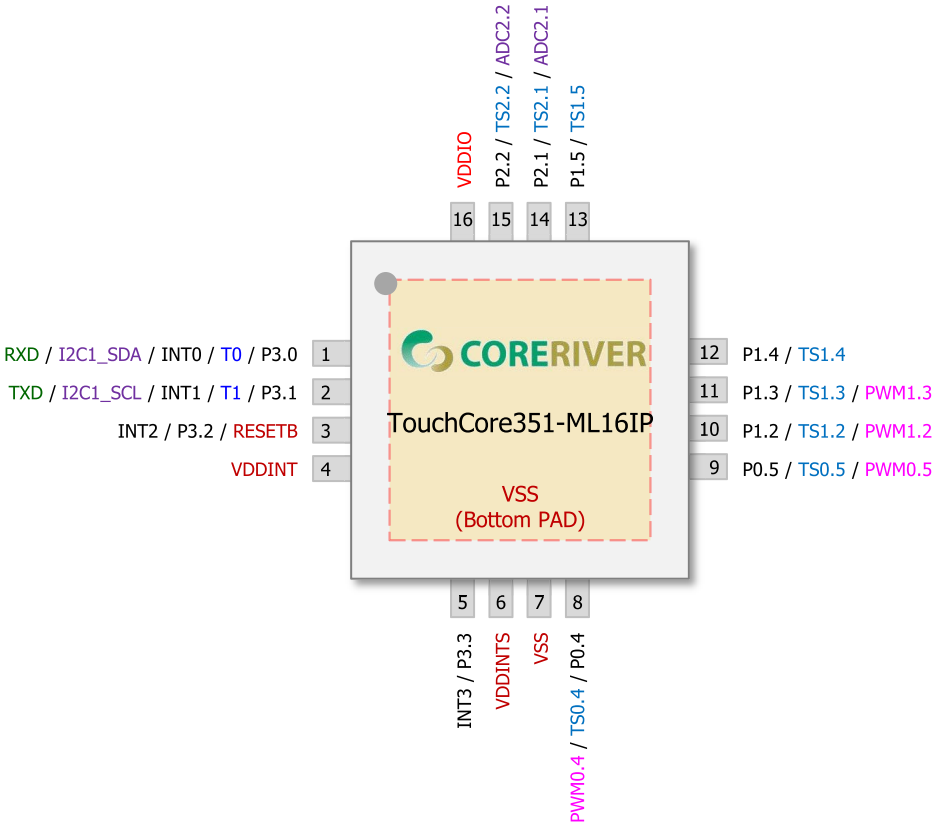 P2.2 / TS2.2 / ADC2.2
P2.1 / TS2.1 / ADC2.1
P1.5 / TS1.5
VDDIO
16 15 14 13
RXD / I2C1_SDA / INT0 / T0 / P3.0 1
TXD / I2C1_SCL / INT1 / T1 / P3.1 2
INT2 / P3.2 / RESETB 3
VDDINT 4
CORERIVER
TouchCore351-ML16IP
VSS
(Bottom PAD)
12 P1.4 / TS1.4
11 P1.3 / TS1.3 / PWM1.3
10 P1.2 / TS1.2 / PWM1.2
9 P0.5 / TS0.5 / PWM0.5
5 6 7 8
INT3 / P3.3
VDDINTS
VSS
PWM0.4 / TS0.4 / P0.4